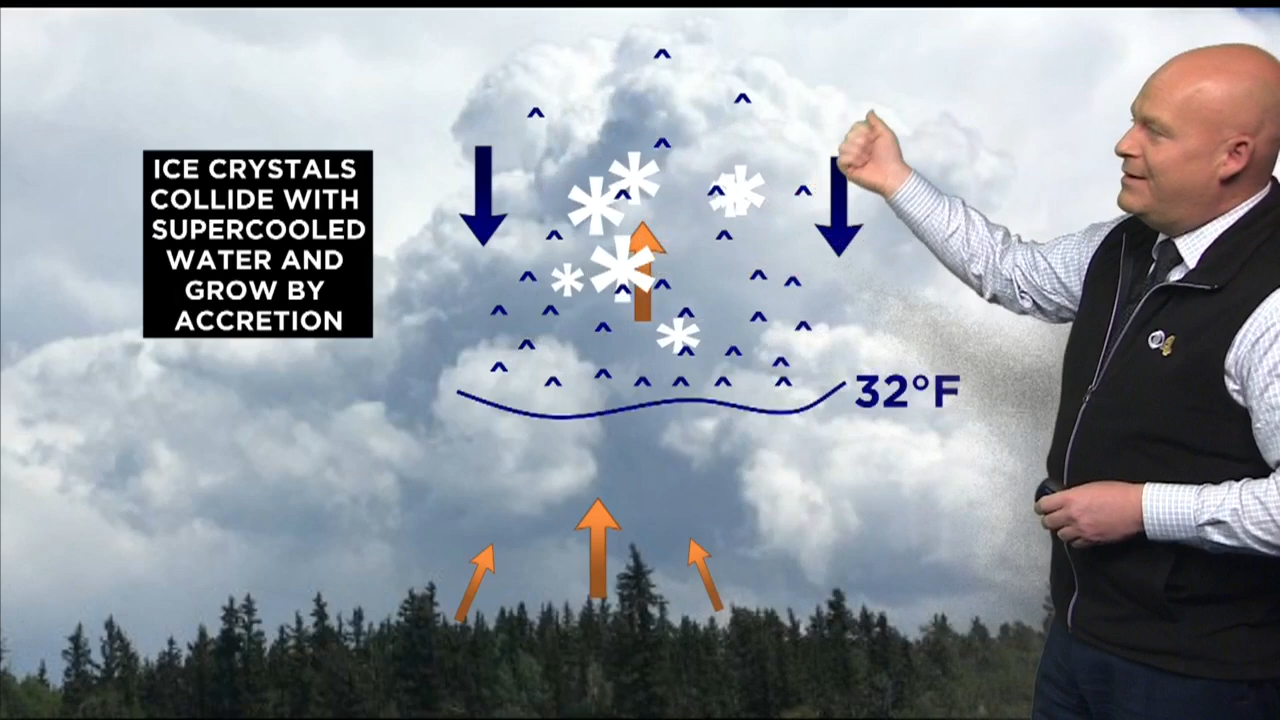 ICE CRYSTALS
COLLIDE WITH
SUPERCOOLED
WATER AND
GROW BY
ACCRETION
32°F